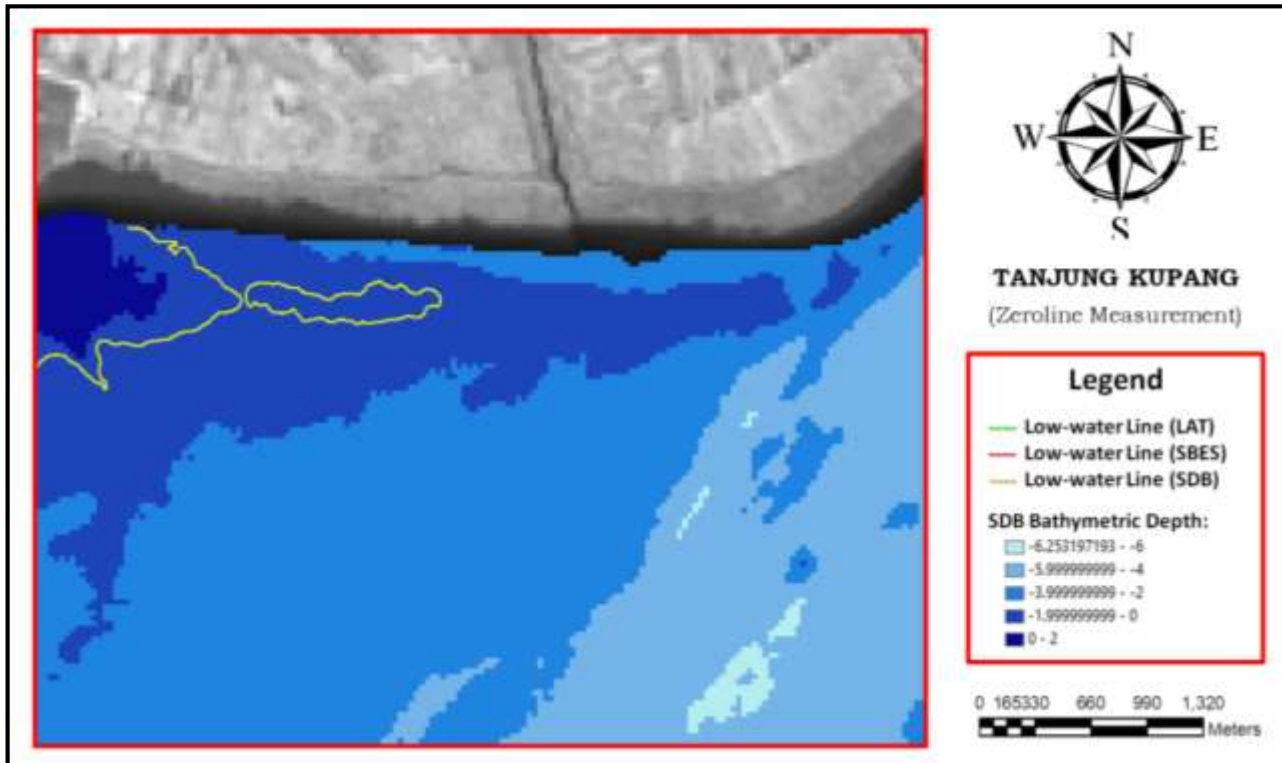 N
W E
S
TANJUNG KUPANG
(Zeroline Measurement)
Legend
Low-water Line (LAT)
Low-water Line (SBES)
Low-water Line (SDB)
SDB Bathymetric Depth:
-6.253197193 - -6
-5.999999999 - -4
-3.999999999 - -2
-1.999999999 - 0
0 - 2
0 165330 660 990 1,320
Meters